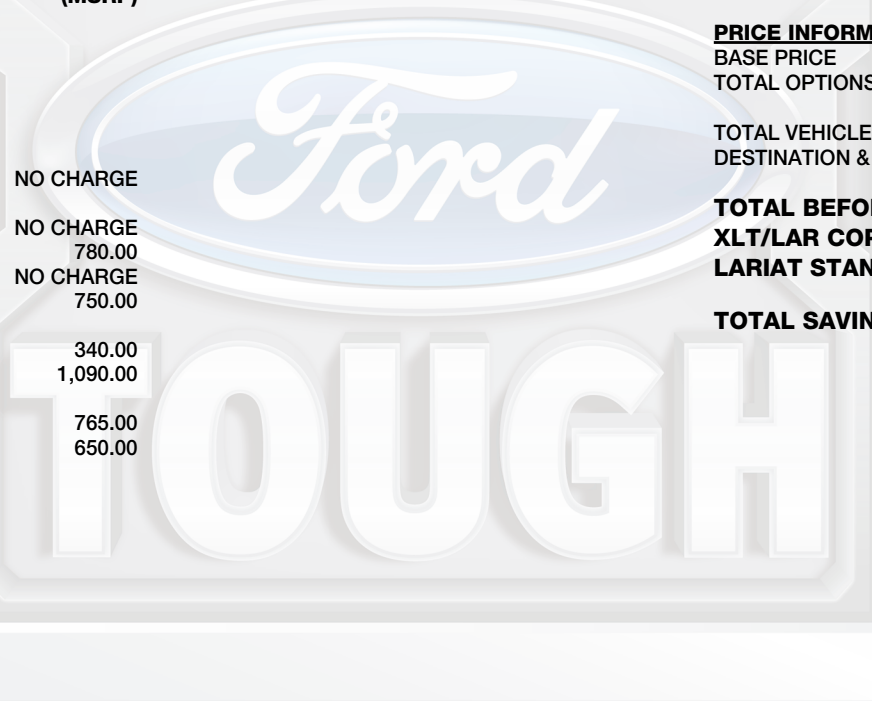 (MSRP)
NO CHARGE
NO CHARGE
780.00
NO CHARGE
750.00
340.00
1,090.00
765.00
650.00
PRICE INFORM
BASE PRICE
TOTAL OPTIONS
TOTAL VEHICLE
DESTINATION &
TOTAL BEFO
XLT/LAR COR
LARIAT STAN
TOTAL SAVIN
Ford
TOUGH